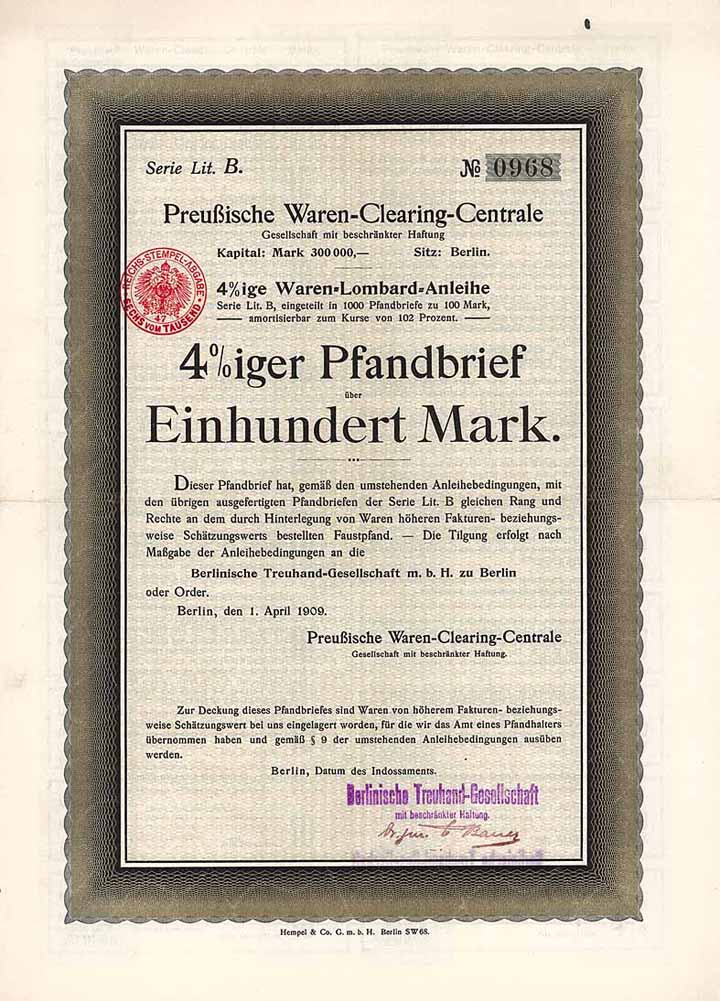 Serie Lit. B.
№ 0968
Preußische Waren-Clearing-Centrale
Gesellschaft mit beschränkter Haftung
Kapital: Mark 300 000,— Sitz: Berlin.
REICHS-STEMPEL-ABGABE
47
SECHS VOM TAUSEND
4%ige Waren-Lombard-Anleihe
Serie Lit. B, eingeteilt in 1000 Pfandbriefe zu 100 Mark,
amortisierbar zum Kurse von 102 Prozent.
4%iger Pfandbrief
über
Einhundert Mark.
Dieser Pfandbrief hat, gemäß den umstehenden Anleihebedingungen, mit
den übrigen ausgefertigten Pfandbriefen der Serie Lit. B gleichen Rang und
Rechte an dem durch Hinterlegung von Waren höheren Fakturen- beziehungs-
weise Schätzungswerts bestellten Faustpfand. — Die Tilgung erfolgt nach
Maßgabe der Anleihebedingungen an die
Berlinische Treuhand-Gesellschaft m. b. H. zu Berlin
oder Order.
Berlin, den 1. April 1909.
Preußische Waren-Clearing-Centrale
Gesellschaft mit beschränkter Haftung.
Zur Deckung dieses Pfandbriefes sind Waren von höherem Fakturen- beziehungs-
weise Schätzungswert bei uns eingelagert worden, für die wir das Amt eines Pfandhalters
übernommen haben und gemäß § 9 der umstehenden Anleihebedingungen ausüben
werden.
Berlin, Datum des Indossaments.
Berlinische Treuhand-Gesellschaft
mit beschränkter Haftung.
Hempel & Co. G. m. b. H. Berlin SW 68.